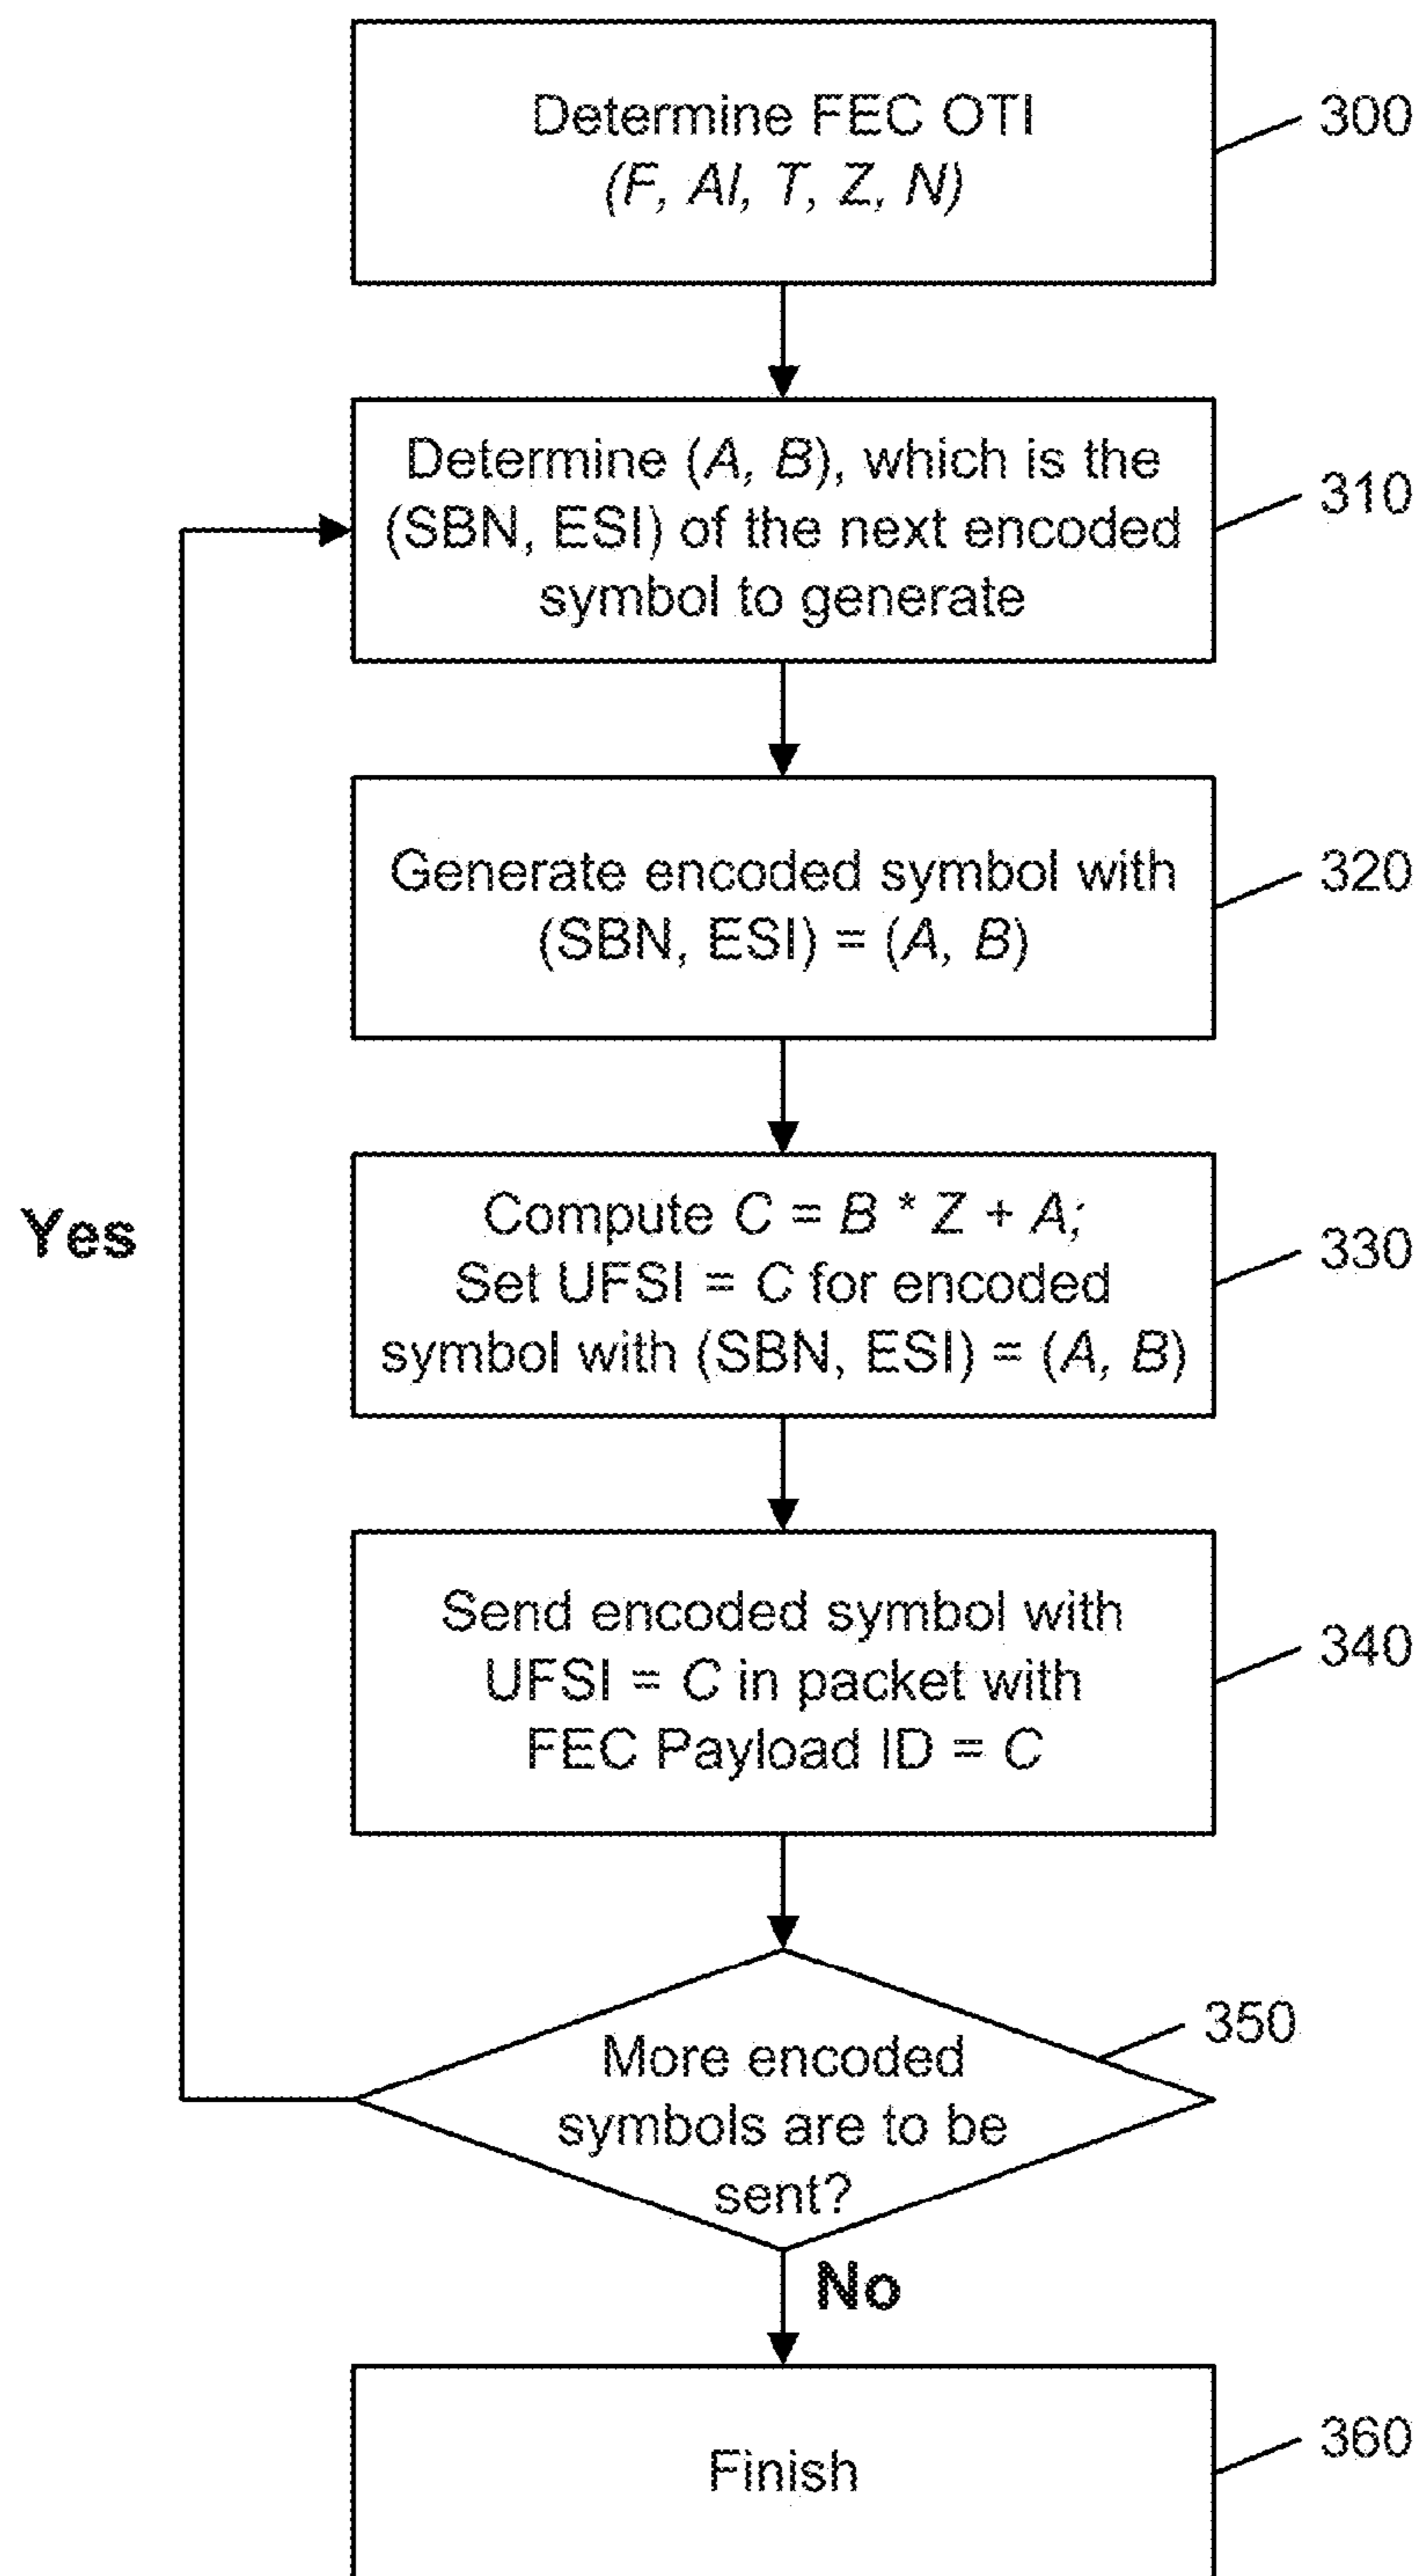 Determine FEC OTI
(F, Al, T, Z, N)
300
Determine (A, B), which is the
(SBN, ESI) of the next encoded
symbol to generate
310
Generate encoded symbol with
(SBN, ESI) = (A, B)
320
Compute C = B * Z + A;
Set UFSI = C for encoded
symbol with (SBN, ESI) = (A, B)
330
Yes
Send encoded symbol with
UFSI = C in packet with
FEC Payload ID = C
340
More encoded
symbols are to be
sent?
350
No
Finish
360